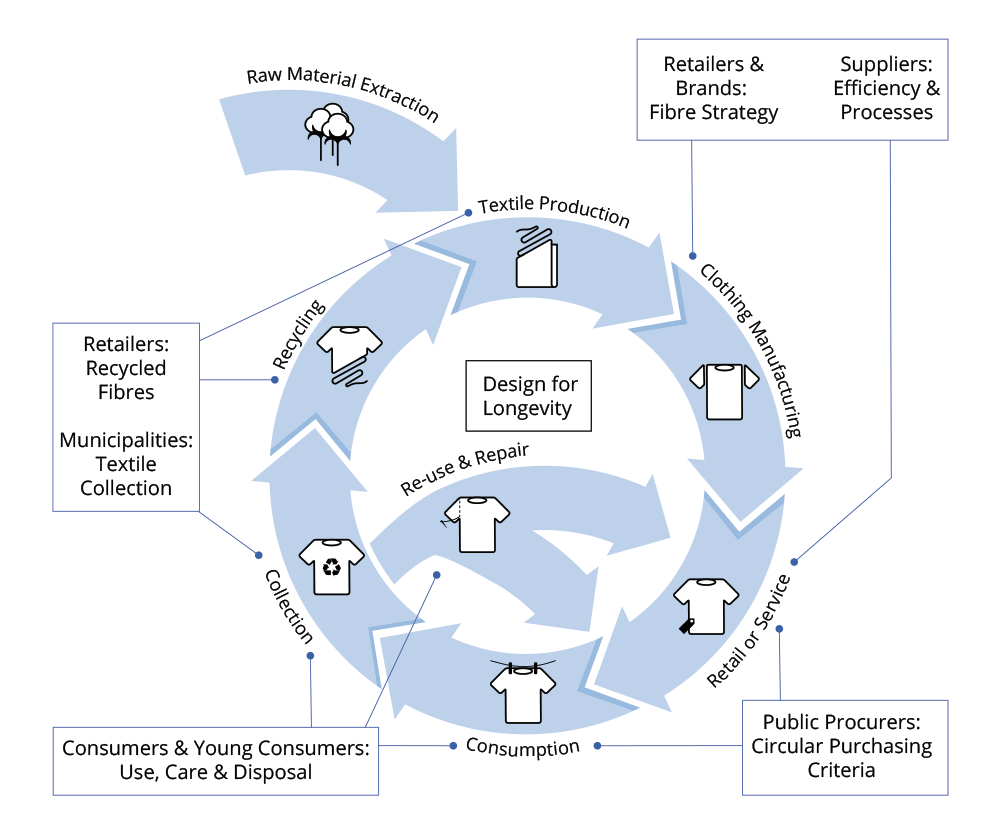 Raw Material Extraction
Retailers &
Brands:
Fibre Strategy
Suppliers:
Efficiency &
Processes
Textile Production
Clothing Manufacturing
Recycling
Retailers:
Recycled
Fibres
Municipalities:
Textile
Collection
Design for
Longevity
Re-use & Repair
Collection
Retail or Service
Consumption
Consumers & Young Consumers:
Use, Care & Disposal
Public Procurers:
Circular Purchasing
Criteria